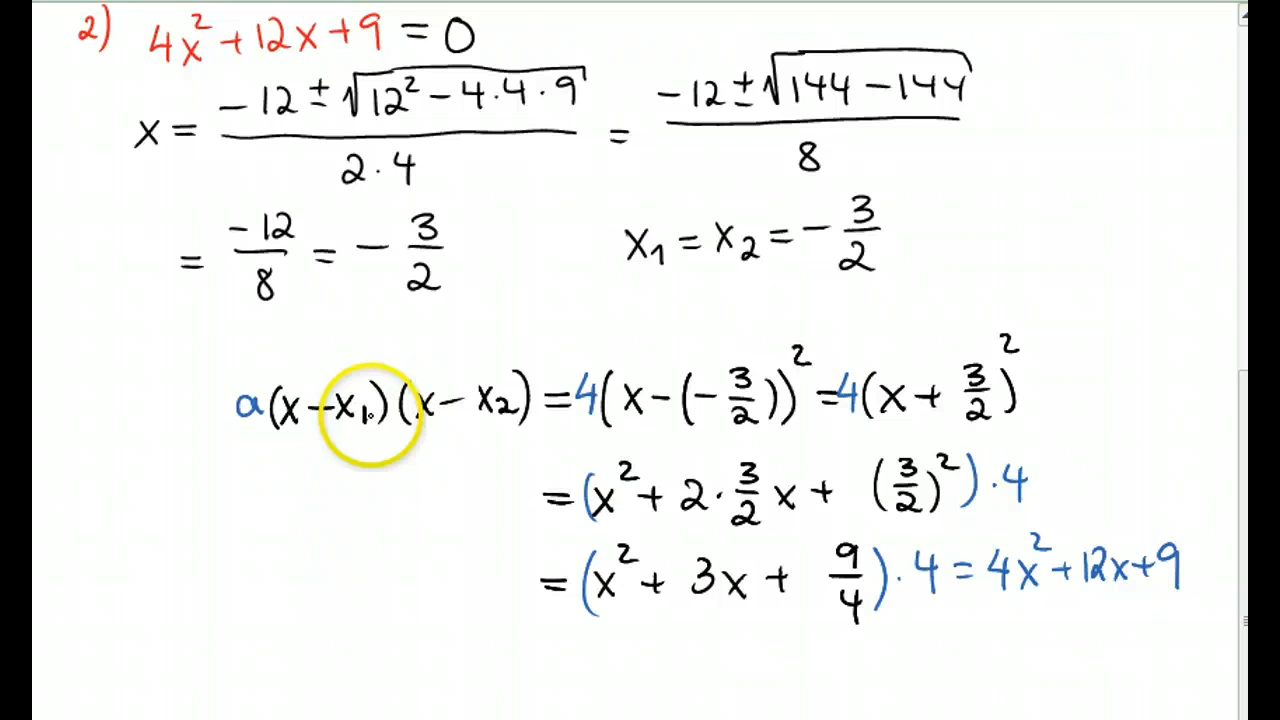 2) 4x² + 12x + 9 = 0
x = (-12 ± √(12² - 4·4·9))/(2·4) = (-12 ± √(144 - 144))/8
= -12/8 = -3/2 x₁ = x₂ = -3/2
a(x - x₁)(x - x₂) = 4(x - (-3/2))² = 4(x + 3/2)²
= (x² + 2·3/2x + (3/2)²)·4
= (x² + 3x + 9/4)·4 = 4x² + 12x + 9